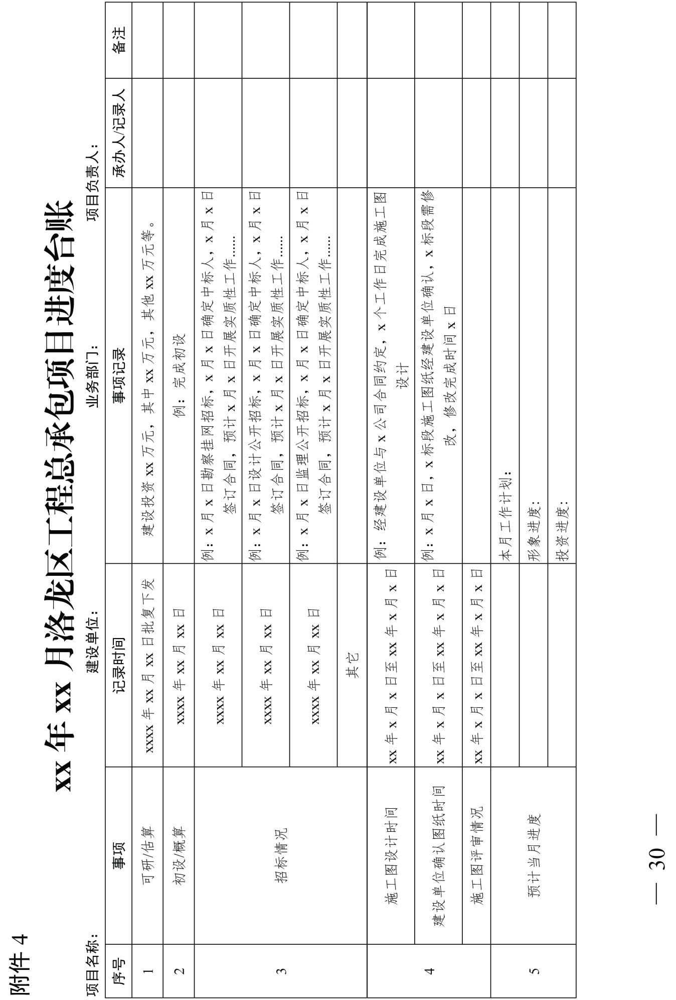 附件 4
xx 年 xx 月洛龙区工程总承包项目进度台账
项目名称： 建设单位： 业务部门： 项目负责人：
序号 事项 记录时间 事项记录 承办人/记录人 备注
1 可研/估算 xxxx 年 xx 月 xx 日批复下发 建设投资 xx 万元，其中 xx 万元，其他 xx 万元等。
2 初设/概算 xxxx 年 xx 月 xx 日 例：完成初设
3 招标情况 xxxx 年 xx 月 xx 日 例：x 月 x 日勘察挂网招标，x 月 x 日确定中标人，x 月 x 日
签订合同，预计 x 月 x 日开展实质性工作......
xxxx 年 xx 月 xx 日 例：x 月 x 日设计公开招标，x 月 x 日确定中标人，x 月 x 日
签订合同，预计 x 月 x 日开展实质性工作......
xxxx 年 xx 月 xx 日 例：x 月 x 日监理公开招标，x 月 x 日确定中标人，x 月 x 日
签订合同，预计 x 月 x 日开展实质性工作......
其它
4 施工图设计时间 xx 年 x 月 x 日至 xx 年 x 月 x 日 例：经建设单位与 x 公司合同约定，x 个工作日完成施工图
设计
建设单位确认图纸时间 xx 年 x 月 x 日至 xx 年 x 月 x 日 例：x 月 x 日，x 标段施工图纸经建设单位确认，x 标段需修
改，修改完成时间 x 日
施工图评审情况 xx 年 x 月 x 日至 xx 年 x 月 x 日
5 预计当月进度 本月工作计划：
形象进度：
投资进度：
— 30 —